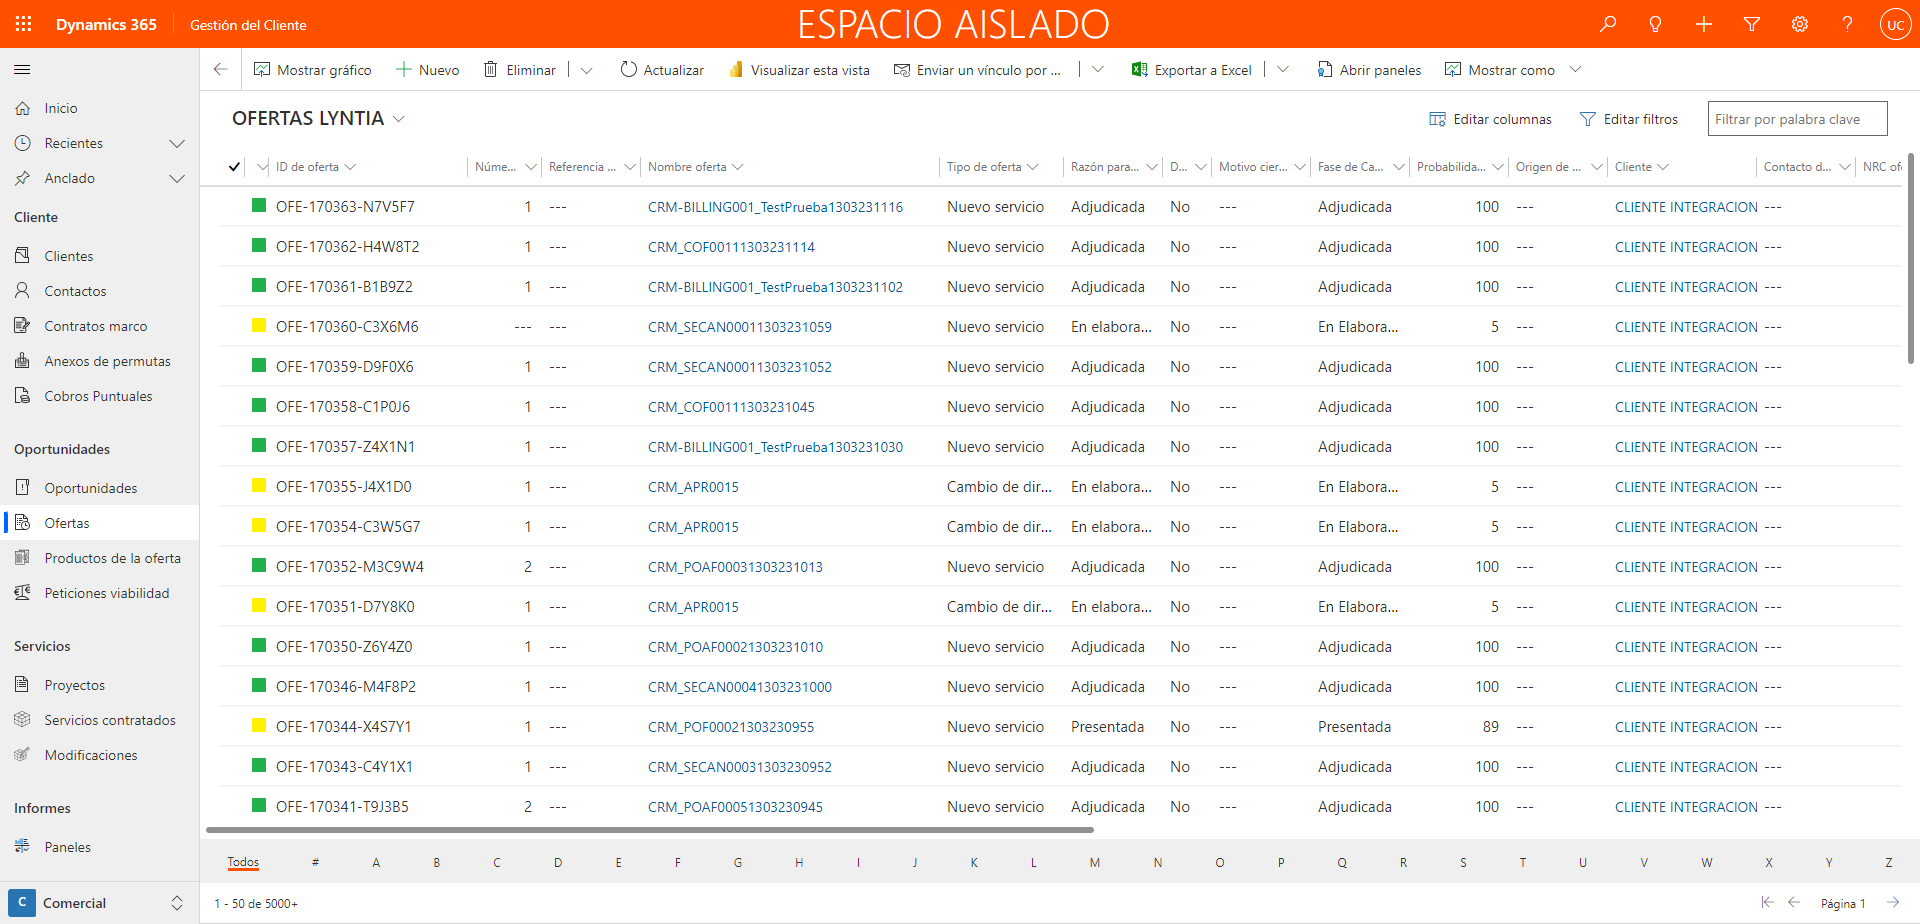 Dynamics 365 Gestión del Cliente ESPACIO AISLADO UC
Mostrar gráfico Nuevo Eliminar Actualizar Visualizar esta vista Enviar un vínculo por ... Exportar a Excel Abrir paneles Mostrar como
Inicio
Recientes
Anclado
Cliente
Clientes
Contactos
Contratos marco
Anexos de permutas
Cobros Puntuales
Oportunidades
Oportunidades
Ofertas
Productos de la oferta
Peticiones viabilidad
Servicios
Proyectos
Servicios contratados
Modificaciones
Informes
Paneles
C Comercial
OFERTAS LYNTIA Editar columnas Editar filtros Filtrar por palabra clave
ID de oferta Núme... Referencia ... Nombre oferta Tipo de oferta Razón para... D... Motivo cier... Fase de Ca... Probabilida... Origen de ... Cliente Contacto d... NRC of
OFE-170363-N7V5F7 1 --- CRM-BILLING001_TestPrueba1303231116 Nuevo servicio Adjudicada No --- Adjudicada 100 --- CLIENTE INTEGRACION ---
OFE-170362-H4W8T2 1 --- CRM_COF00111303231114 Nuevo servicio Adjudicada No --- Adjudicada 100 --- CLIENTE INTEGRACION ---
OFE-170361-B1B9Z2 1 --- CRM-BILLING001_TestPrueba1303231102 Nuevo servicio Adjudicada No --- Adjudicada 100 --- CLIENTE INTEGRACION ---
OFE-170360-C3X6M6 --- --- CRM_SECAN00011303231059 Nuevo servicio En elabora... No --- En Elabora... 5 --- CLIENTE INTEGRACION ---
OFE-170359-D9F0X6 1 --- CRM_SECAN00011303231052 Nuevo servicio Adjudicada No --- Adjudicada 100 --- CLIENTE INTEGRACION ---
OFE-170358-C1P0J6 1 --- CRM_COF00111303231045 Nuevo servicio Adjudicada No --- Adjudicada 100 --- CLIENTE INTEGRACION ---
OFE-170357-Z4X1N1 1 --- CRM-BILLING001_TestPrueba1303231030 Nuevo servicio Adjudicada No --- Adjudicada 100 --- CLIENTE INTEGRACION ---
OFE-170355-J4X1D0 1 --- CRM_APR0015 Cambio de dir... En elabora... No --- En Elabora... 5 --- CLIENTE INTEGRACION ---
OFE-170354-C3W5G7 1 --- CRM_APR0015 Cambio de dir... En elabora... No --- En Elabora... 5 --- CLIENTE INTEGRACION ---
OFE-170352-M3C9W4 2 --- CRM_POAF00031303231013 Nuevo servicio Adjudicada No --- Adjudicada 100 --- CLIENTE INTEGRACION ---
OFE-170351-D7Y8K0 1 --- CRM_APR0015 Cambio de dir... En elabora... No --- En Elabora... 5 --- CLIENTE INTEGRACION ---
OFE-170350-Z6Y4Z0 1 --- CRM_POAF00021303231010 Nuevo servicio Adjudicada No --- Adjudicada 100 --- CLIENTE INTEGRACION ---
OFE-170346-M4F8P2 1 --- CRM_SECAN00041303231000 Nuevo servicio Adjudicada No --- Adjudicada 100 --- CLIENTE INTEGRACION ---
OFE-170344-X4S7Y1 1 --- CRM_POF00021303230955 Nuevo servicio Presentada No --- Presentada 89 --- CLIENTE INTEGRACION ---
OFE-170343-C4Y1X1 1 --- CRM_SECAN00031303230952 Nuevo servicio Adjudicada No --- Adjudicada 100 --- CLIENTE INTEGRACION ---
OFE-170341-T9J3B5 2 --- CRM_POAF00051303230945 Nuevo servicio Adjudicada No --- Adjudicada 100 --- CLIENTE INTEGRACION ---
Todos # A B C D E F G H I J K L M N O P Q R S T U V W X Y Z
1 - 50 de 5000+ Página 1